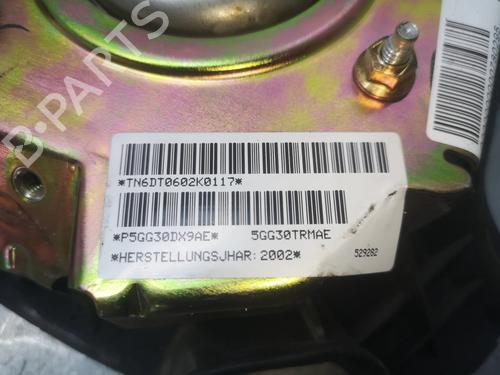 B-PARTS
*TN6DT0602K0117*
*P5GG30DX9AE* 5GG30TRMAE
*HERSTELLUNGSJHAR: 2002* 529282